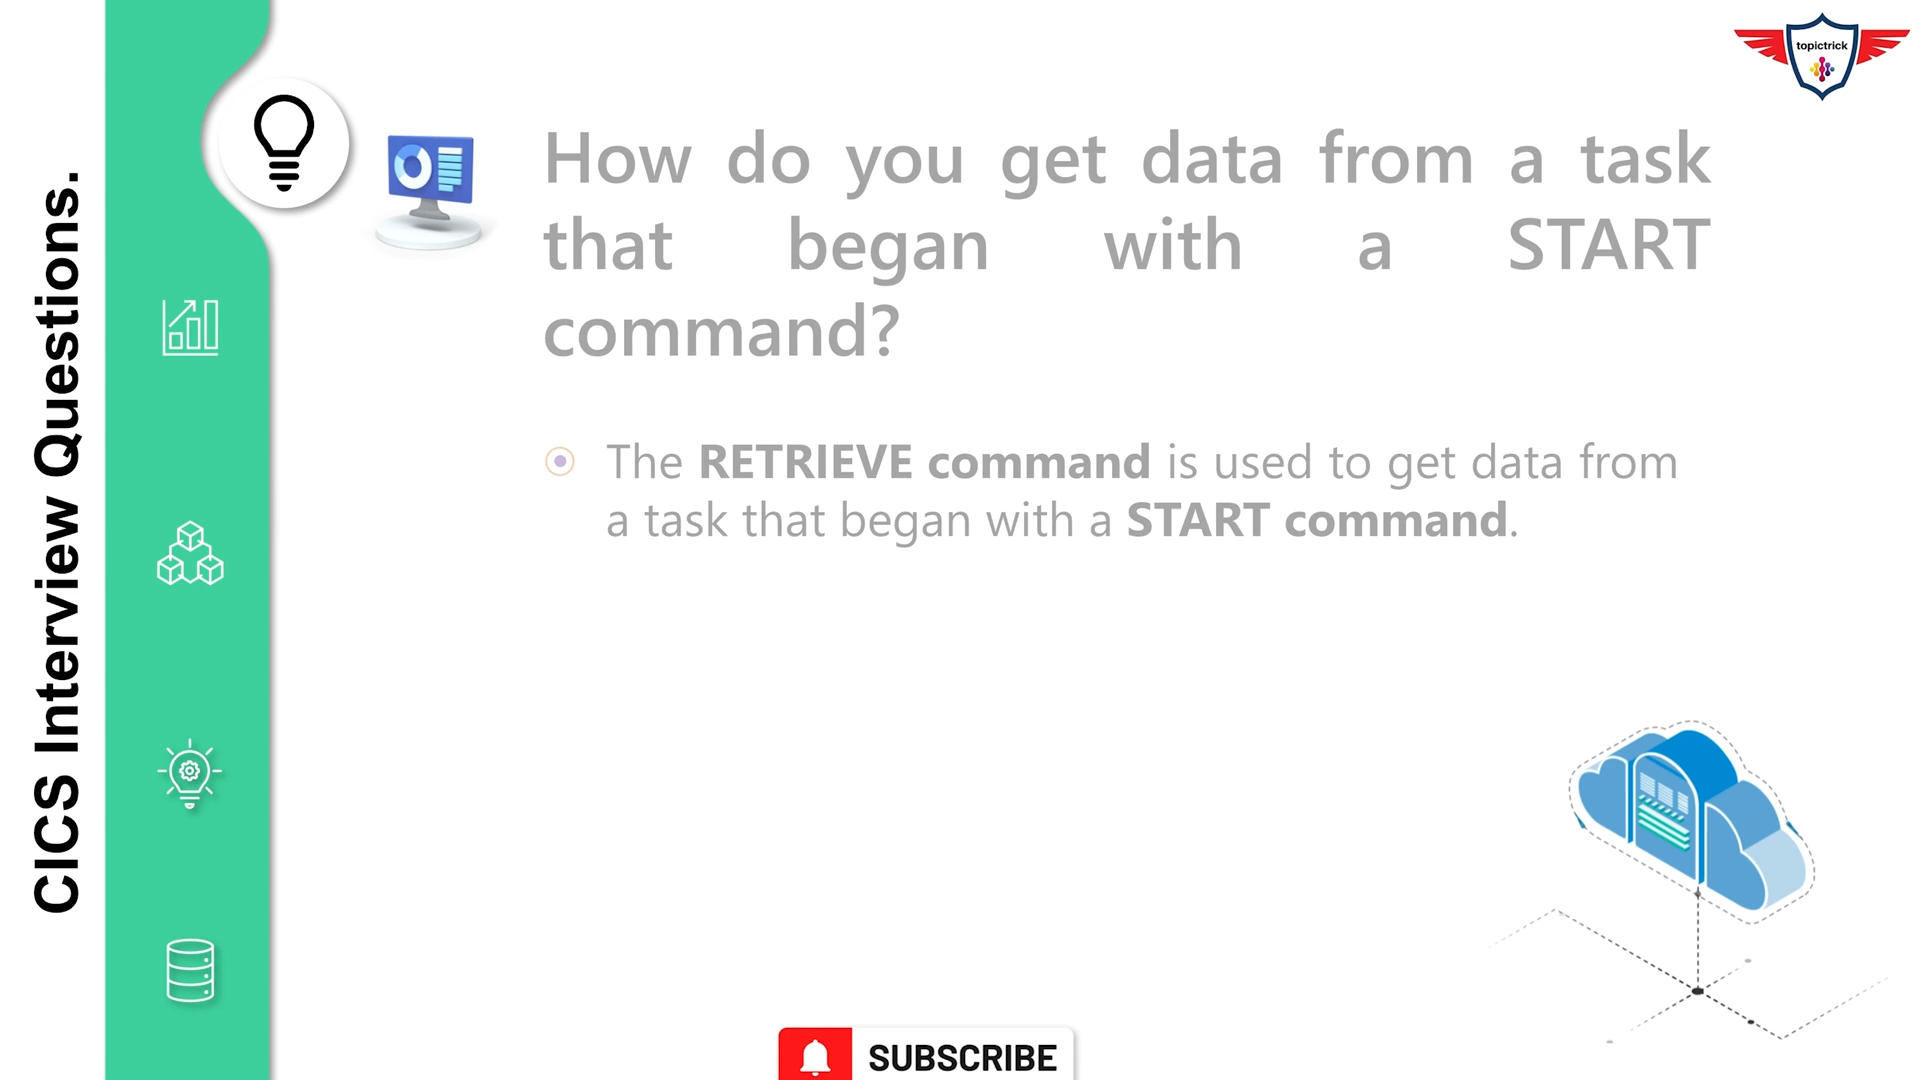 CICS Interview Questions.
topictrick
How do you get data from a task
that began with a START
command?
The RETRIEVE command is used to get data from
a task that began with a START command.
SUBSCRIBE